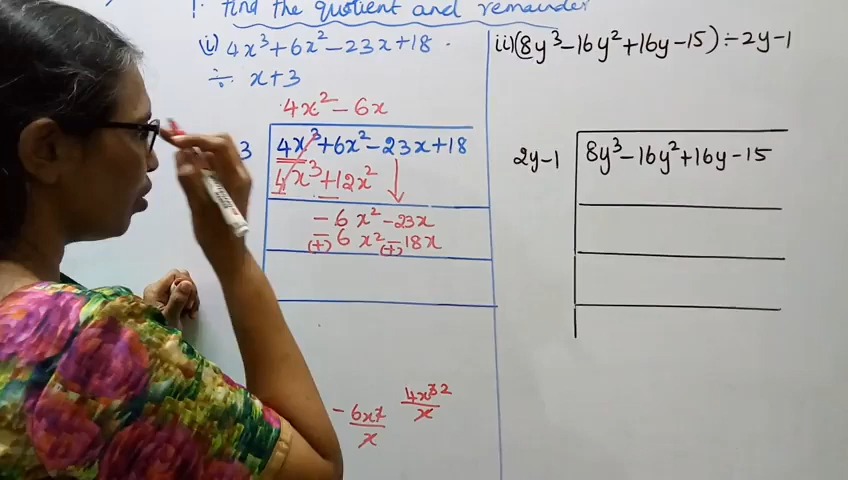 1. Find the quotient and remainder
(i) 4x³+6x²-23x+18
÷ x+3
4x²-6x
3 4x³+6x²-23x+18
4x³+12x²
-6x²-23x
-6x²-18x
(+) (+)
-6x²/x 4x³2/x
ii) (8y³-16y²+16y-15)÷2y-1
2y-1 8y³-16y²+16y-15